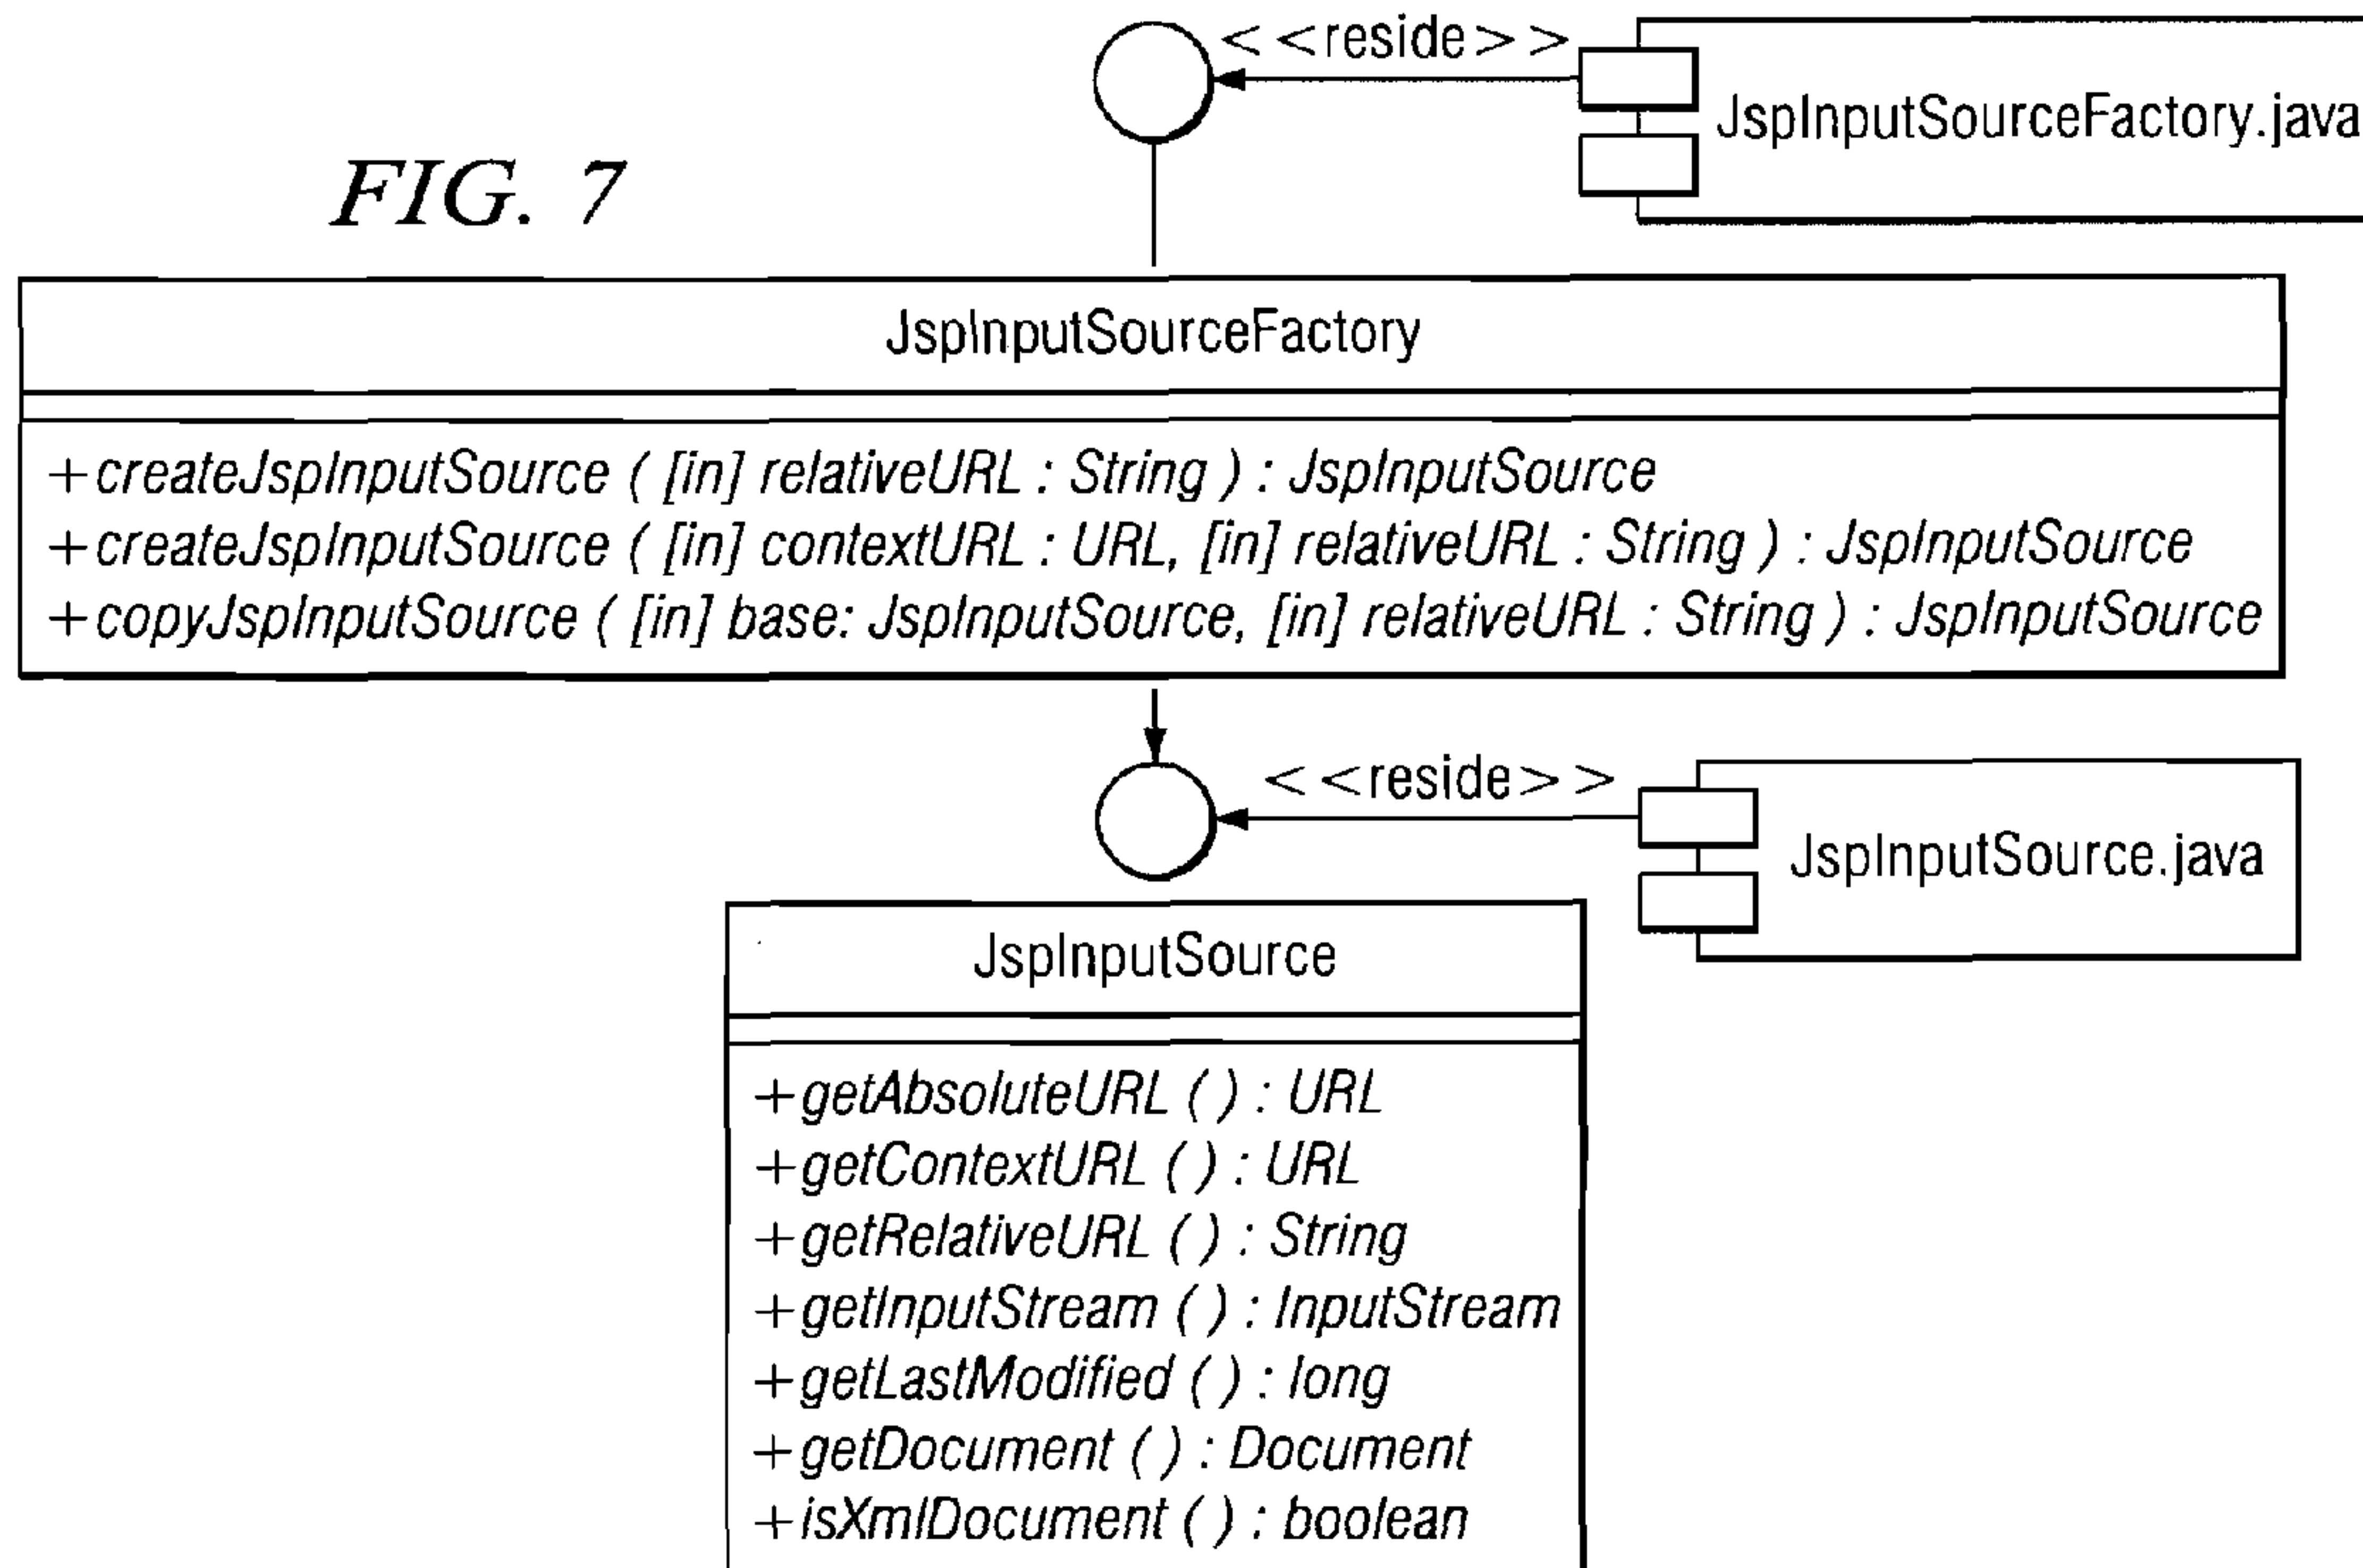 <<reside>>
JspInputSourceFactory.java
FIG. 7
JspInputSourceFactory
+createJspInputSource ( [in] relativeURL : String ) : JspInputSource
+createJspInputSource ( [in] contextURL : URL, [in] relativeURL : String ) : JspInputSource
+copyJspInputSource ( [in] base: JspInputSource, [in] relativeURL : String ) : JspInputSource
<<reside>>
JspInputSource.java
JspInputSource
+getAbsoluteURL ( ) : URL
+getContextURL ( ) : URL
+getRelativeURL ( ) : String
+getInputStream ( ) : InputStream
+getLastModified ( ) : long
+getDocument ( ) : Document
+isXmlDocument ( ) : boolean